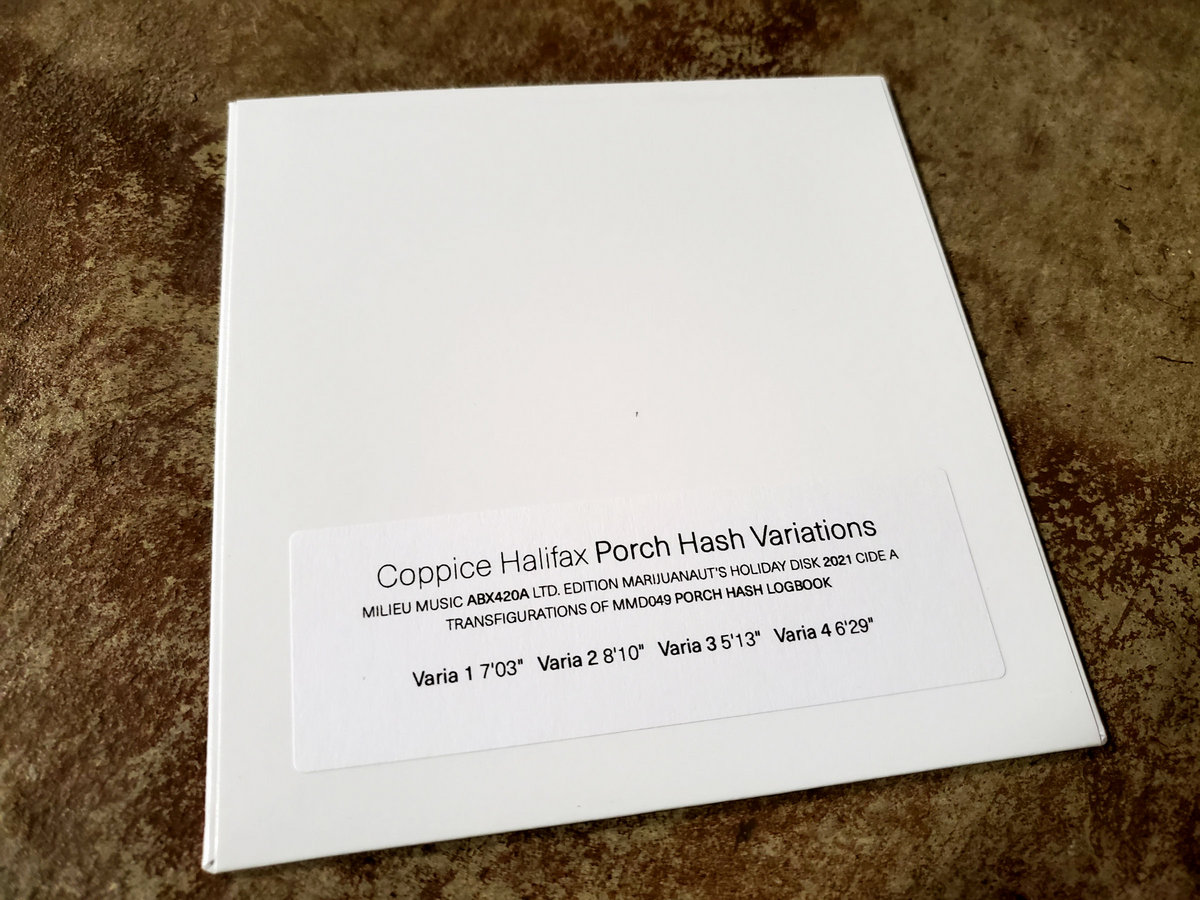 Coppice Halifax Porch Hash Variations
MILIEU MUSIC ABX420A LTD. EDITION MARIJUANAUT'S HOLIDAY DISK 2021 CIDE A
TRANSFIGURATIONS OF MMD049 PORCH HASH LOGBOOK
Varia 1 7'03" Varia 2 8'10" Varia 3 5'13" Varia 4 6'29"